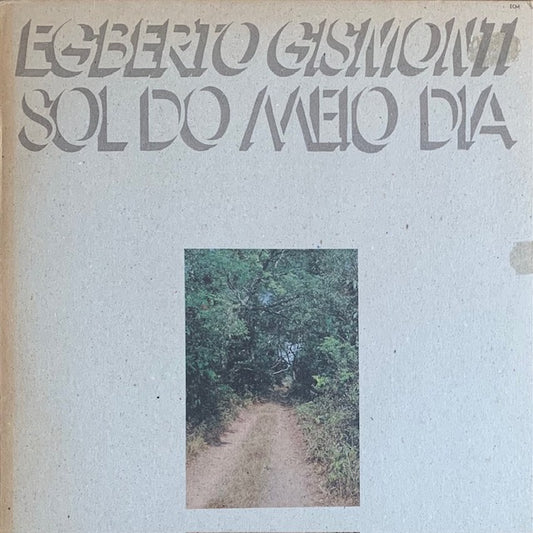 ECM
EGBERTO GISMONTI
SOL DO MEIO DIA